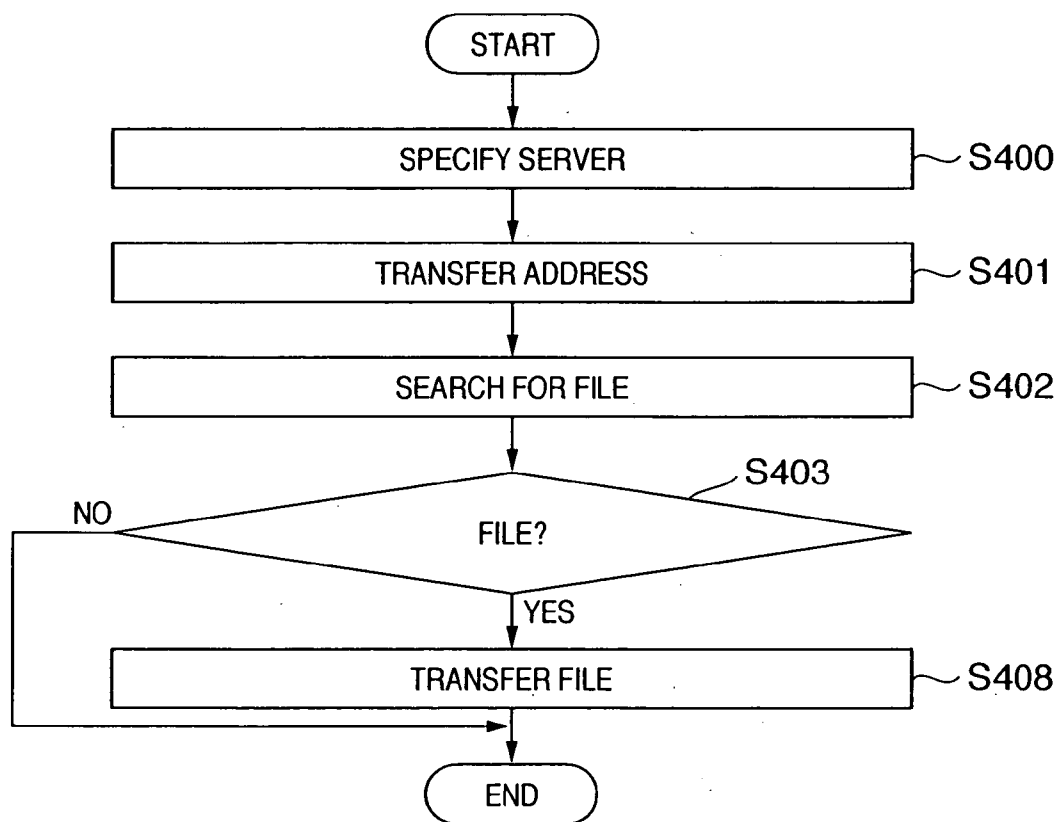 START
SPECIFY SERVER
S400
TRANSFER ADDRESS
S401
SEARCH FOR FILE
S402
S403
NO
FILE?
YES
TRANSFER FILE
S408
END